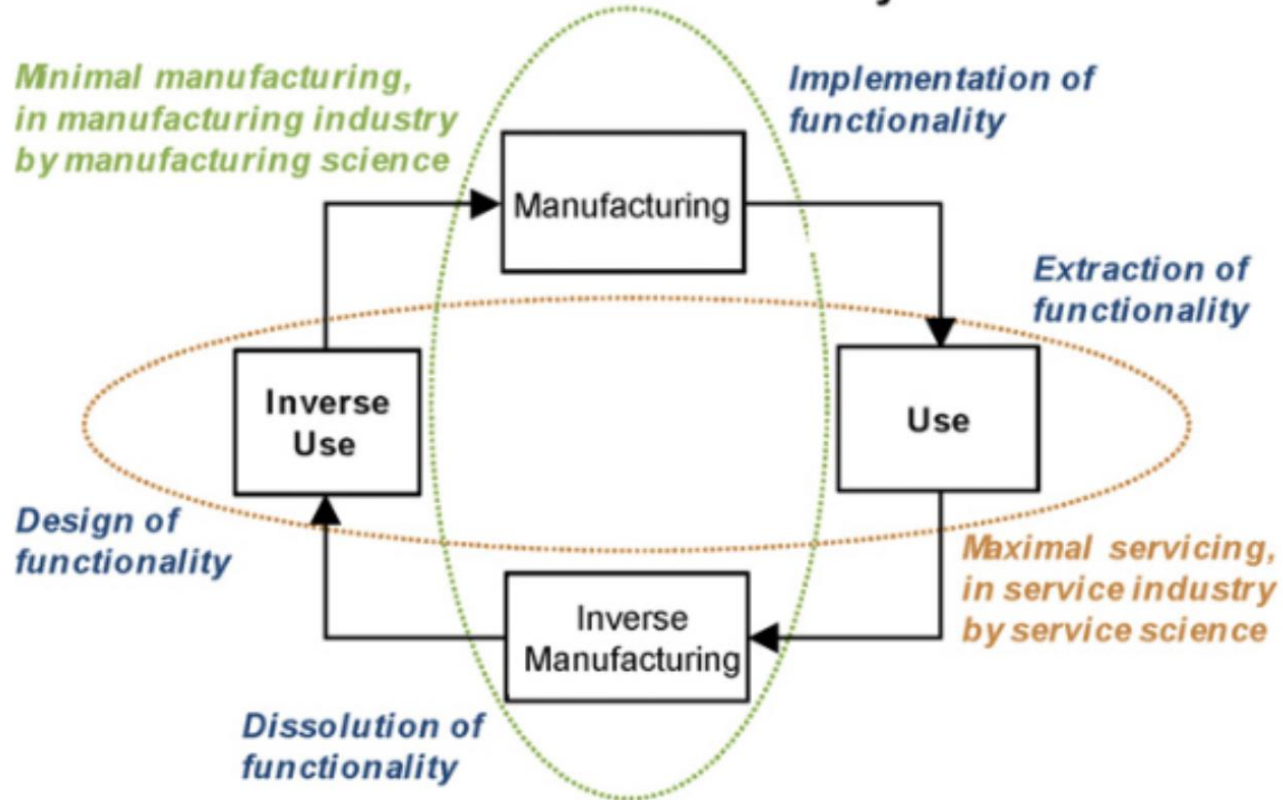 Minimal manufacturing,
in manufacturing industry
by manufacturing science
Implementation of
functionality
Manufacturing
Extraction of
functionality
Inverse
Use
Use
Design of
functionality
Maximal servicing,
in service industry
by service science
Inverse
Manufacturing
Dissolution of
functionality